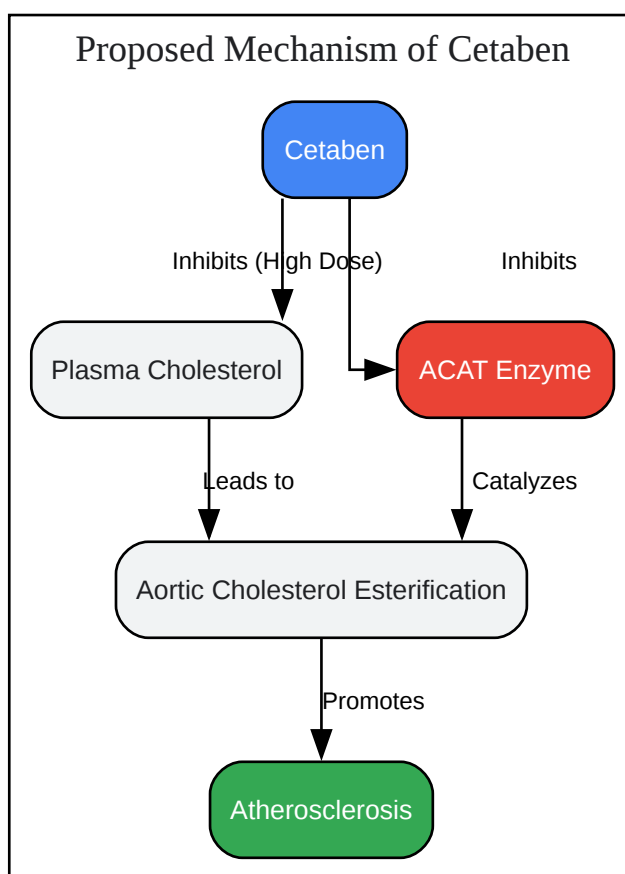 Proposed Mechanism of Cetaben
Cetaben
Inhibits (High Dose)
Inhibits
Plasma Cholesterol
ACAT Enzyme
Leads to
Catalyzes
Aortic Cholesterol Esterification
Promotes
Atherosclerosis